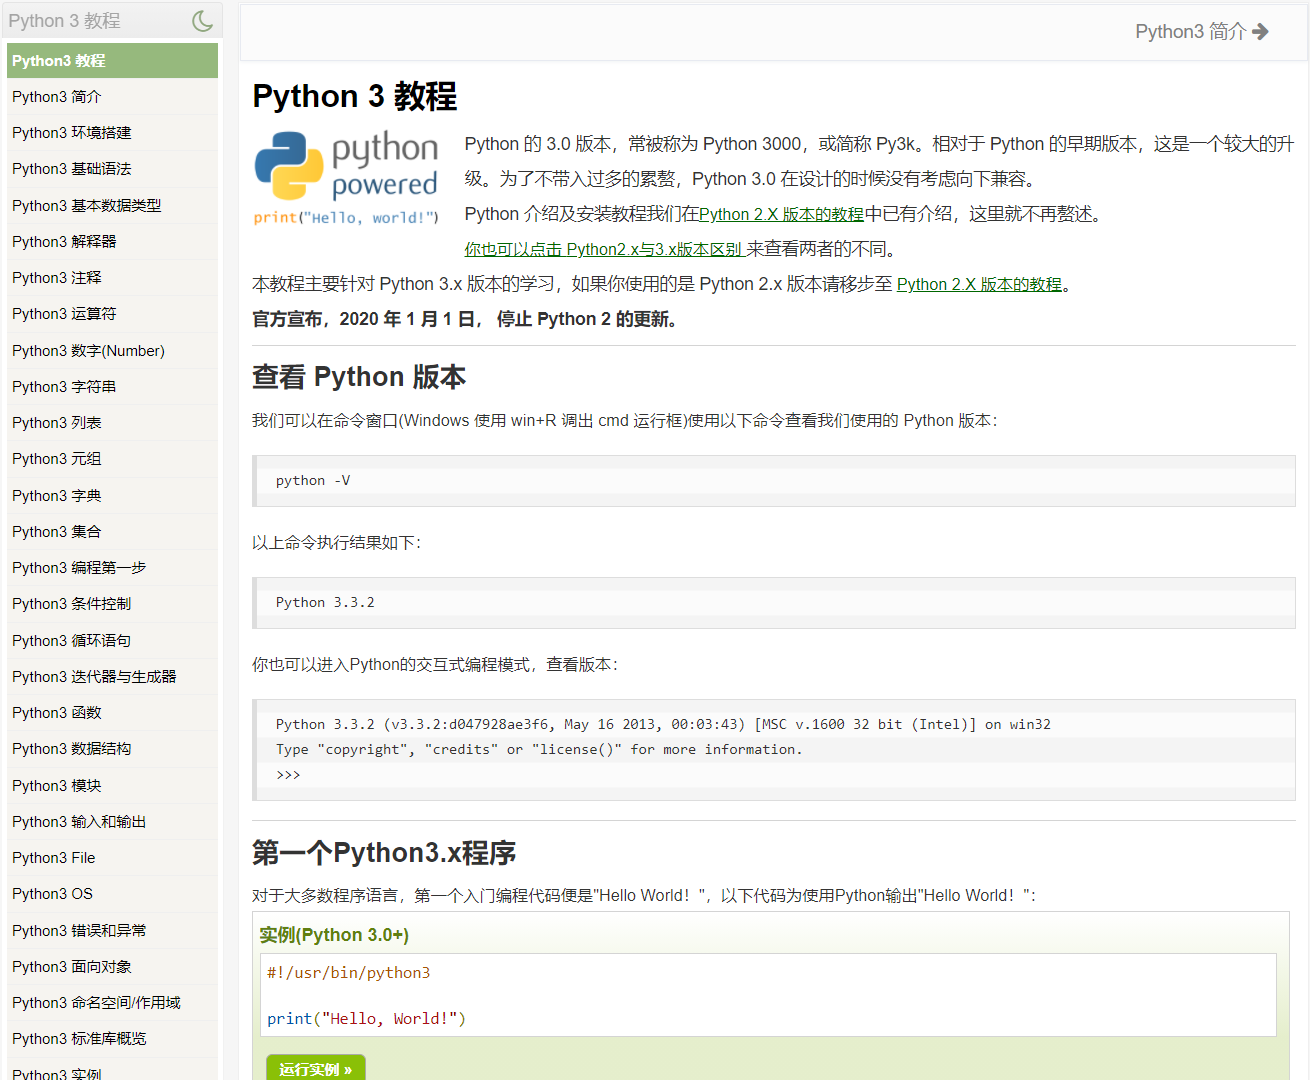 Python 3 教程
Python3 教程
Python3 简介
Python3 环境搭建
Python3 基础语法
Python3 基本数据类型
Python3 解释器
Python3 注释
Python3 运算符
Python3 数字(Number)
Python3 字符串
Python3 列表
Python3 元组
Python3 字典
Python3 集合
Python3 编程第一步
Python3 条件控制
Python3 循环语句
Python3 迭代器与生成器
Python3 函数
Python3 数据结构
Python3 模块
Python3 输入和输出
Python3 File
Python3 OS
Python3 错误和异常
Python3 面向对象
Python3 命名空间/作用域
Python3 标准库概览
Python3 实例
Python3 简介
Python 3 教程
python
powered
print("Hello, world!")
Python 的 3.0 版本，常被称为 Python 3000，或简称 Py3k。相对于 Python 的早期版本，这是一个较大的升
级。为了不带入过多的累赘，Python 3.0 在设计的时候没有考虑向下兼容。
Python 介绍及安装教程我们在Python 2.X 版本的教程中已有介绍，这里就不再赘述。
你也可以点击 Python2.x与3.x版本区别 来查看两者的不同。
本教程主要针对 Python 3.x 版本的学习，如果你使用的是 Python 2.x 版本请移步至 Python 2.X 版本的教程。
官方宣布，2020 年 1 月 1 日， 停止 Python 2 的更新。
查看 Python 版本
我们可以在命令窗口(Windows 使用 win+R 调出 cmd 运行框)使用以下命令查看我们使用的 Python 版本：
python -V
以上命令执行结果如下：
Python 3.3.2
你也可以进入Python的交互式编程模式，查看版本：
Python 3.3.2 (v3.3.2:d047928ae3f6, May 16 2013, 00:03:43) [MSC v.1600 32 bit (Intel)] on win32
Type "copyright", "credits" or "license()" for more information.
>>>
第一个Python3.x程序
对于大多数程序语言，第一个入门编程代码便是"Hello World！"，以下代码为使用Python输出"Hello World！"：
实例(Python 3.0+)
#!/usr/bin/python3
print("Hello, World!")
运行实例 »